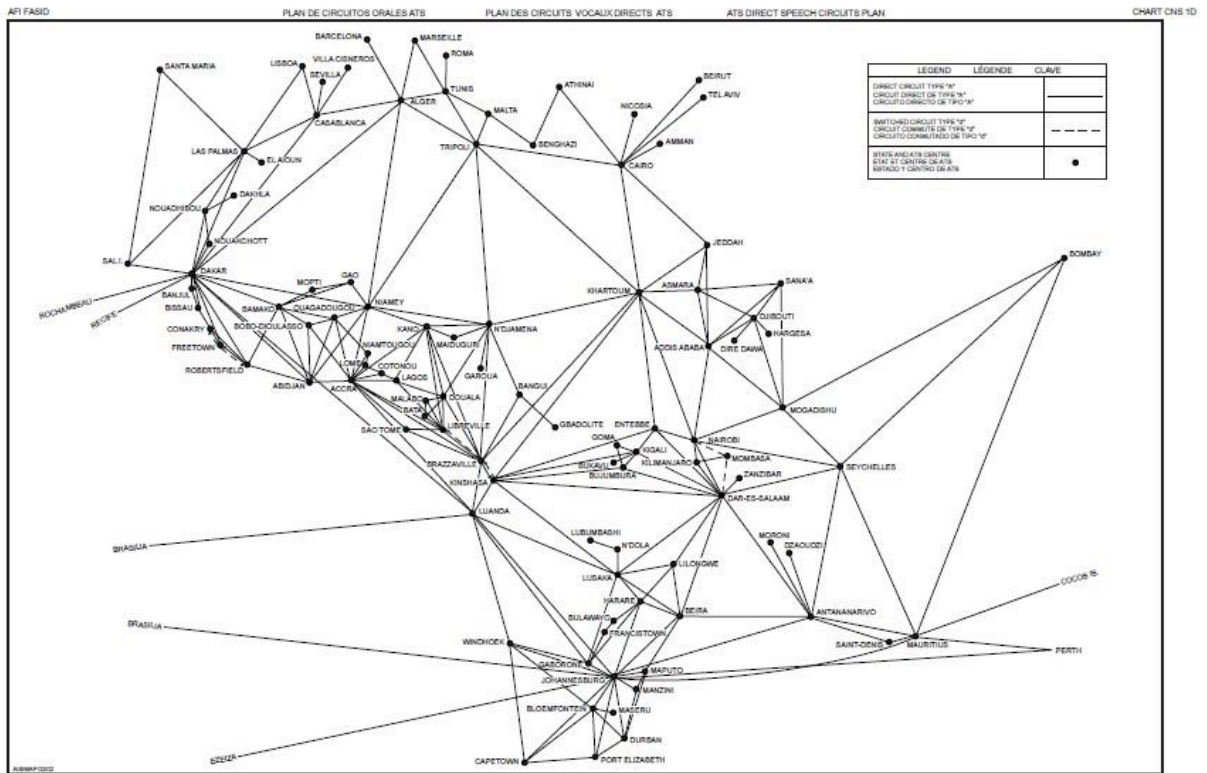 AFI FASID
PLAN DE CIRCUITOS ORALES ATS
PLAN DES CIRCUITS VOCAUX DIRECTS ATS
ATS DIRECT SPEECH CIRCUITS PLAN
CHART CNS 1D
LEGEND LÉGENDE CLAVE
DIRECT CIRCUIT TYPE "A"
CIRCUIT DIRECT DE TYPE "A"
CIRCUITO DIRECTO DE TIPO "A"
SWITCHED CIRCUIT TYPE
CIRCUIT COMMUTE DE TYPE
CIRCUITO CONMUTADO DE TIPO
STATE AND ATS CENTRE
ETAT ET CENTRE DE ATS
ESTADO Y CENTRO DE ATS
BARCELONA
MARSEILLE
ROMA
SANTA MARIA
LISBOA
VILLA CISNEROS
SEVILLA
ATHINAI
BEIRUT
TEL AVIV
TUNIS
ALGER
MALTA
NICOSIA
CASABLANCA
AMMAN
TRIPOLI
BENGHAZI
CAIRO
LAS PALMAS
EL AIOUN
DAKHLA
NOUADHIBOU
NOUAKCHOTT
JEDDAH
BOMBAY
SAL I.
DAKAR
GAO
MOPTI
SANA'A
ASMARA
KHARTOUM
ROCHAMBEAU
RECIFE
BANJUL
BISSAU
BAMAKO
OUAGADOUGOU
NIAMEY
DJIBOUTI
CONAKRY
BOBO-DIOULASSO
KANO
N'DJAMENA
HARGESA
FREETOWN
NIAMTOUGOU
MAIDUGURI
DIRE DAWA
ADDIS ABABA
ROBERTSFIELD
LOME
COTONOU
GAROUA
ABIDJAN
ACCRA
LAGOS
BANGUI
MALABO
DOUALA
BATA
MOGADISHU
SAO TOME
LIBREVILLE
GBADOLITE
ENTEBBE
GOMA
NAIROBI
KIGALI
MOMBASA
BRAZZAVILLE
BUKAVU
KILIMANJARO
SEYCHELLES
BUJUMBURA
ZANZIBAR
KINSHASA
DAR-ES-SALAAM
LUANDA
LUBUMBASHI
MORONI
BRASILIA
N'DOLA
DZAOUDZI
LILONGWE
LUSAKA
COCOS IS.
HARARE
BEIRA
ANTANANARIVO
BULAWAYO
BRASILIA
FRANCISTOWN
WINDHOEK
SAINT-DENIS
MAURITIUS
PERTH
GABORONE
MAPUTO
JOHANNESBURG
MANZINI
BLOEMFONTEIN
MASERU
DURBAN
EZEIZA
CAPETOWN
PORT ELIZABETH